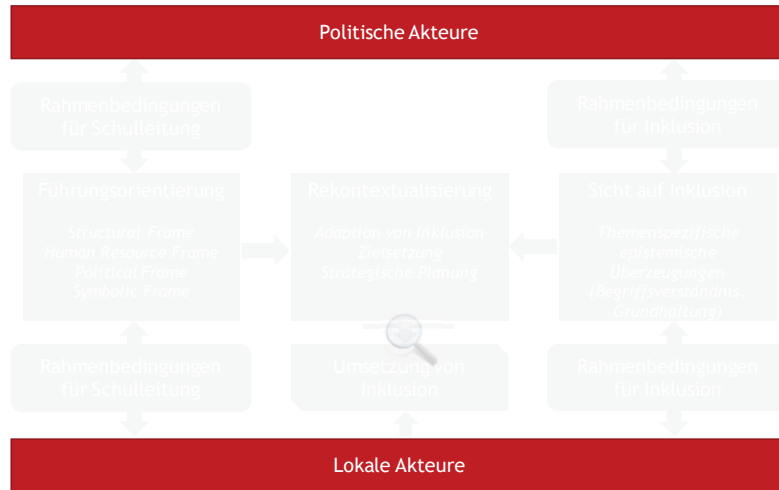 Politische Akteure
Rahmenbedingungen
für Schulleitung
Rahmenbedingungen
für Inklusion
Führungsorientierung
Structural Frame
Human Resource Frame
Political Frame
Symbolic Frame
Rekontextualisierung
Adaption von Inklusion
Zielsetzung
Strategische Planung
Sicht auf Inklusion
Themenspezifische
epistemische
Überzeugungen
(Begriffsverständnis,
Grundhaltung)
Rahmenbedingungen
für Schulleitung
Umsetzung von
Inklusion
Rahmenbedingungen
für Inklusion
Lokale Akteure